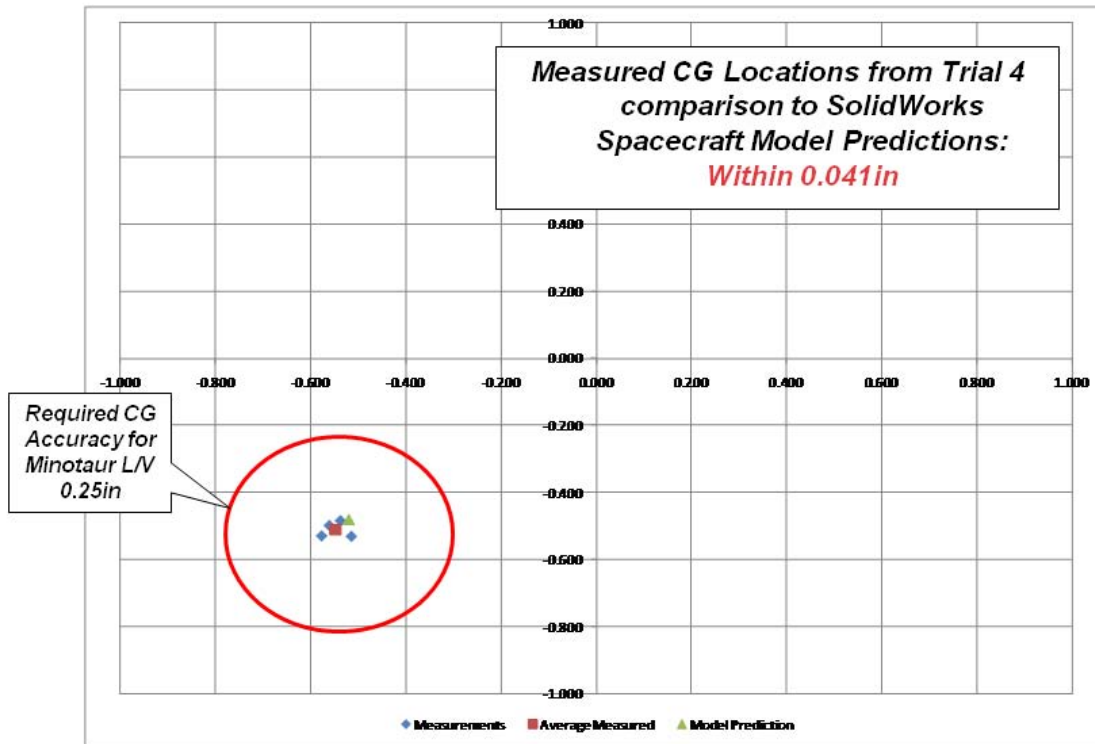 1.000
Measured CG Locations from Trial 4
comparison to SolidWorks
Spacecraft Model Predictions:
Within 0.041in
0.400
0.200
0.000
-1.000 -0.800 -0.600 -0.400 0.000 0.200 0.400 0.600 0.800 1.000
Required CG
Accuracy for
Minotaur L/V
0.25in
-0.200
-0.400
-0.600
-0.800
-1.000
Measurements Average Measured Model Prediction